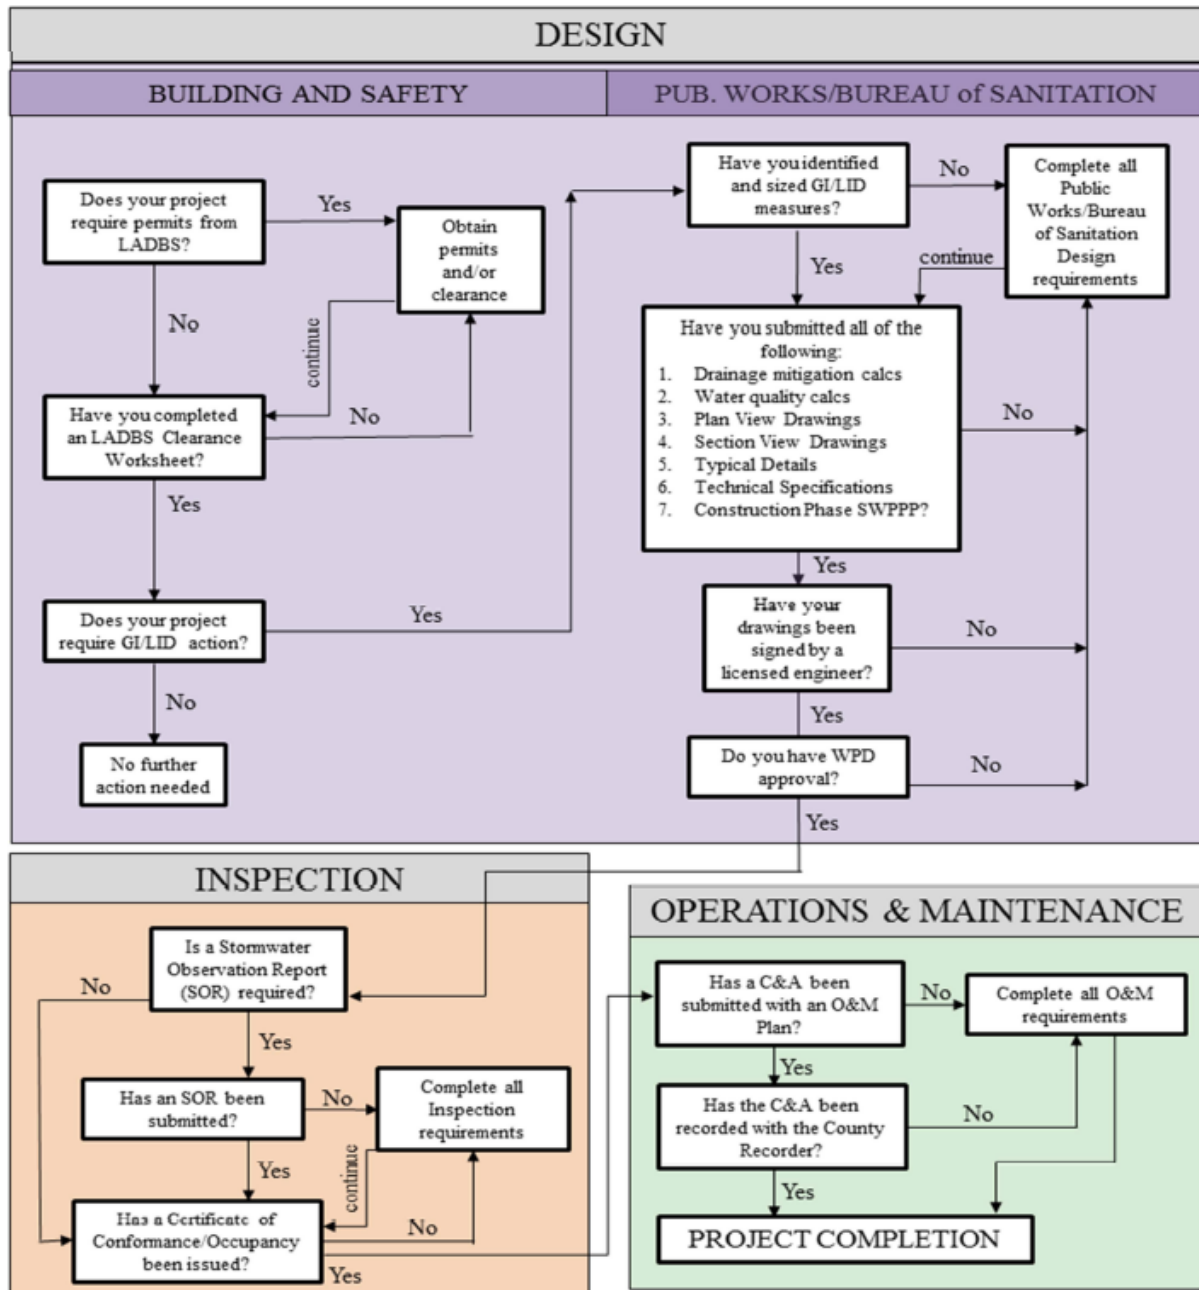 DESIGN
BUILDING AND SAFETY
PUB. WORKS/BUREAU of SANITATION
Does your project
require permits from
LADBS?
Yes
Obtain
permits
and/or
clearance
No
continue
Have you completed
an LADBS Clearance
Worksheet?
No
Yes
Does your project
require GI/LID action?
Yes
No
No further
action needed
Have you identified
and sized GI/LID
measures?
No
Complete all
Public
Works/Bureau
of Sanitation
Design
requirements
continue
Yes
Have you submitted all of the
following:
1. Drainage mitigation calcs
2. Water quality calcs
3. Plan View Drawings
4. Section View Drawings
5. Typical Details
6. Technical Specifications
7. Construction Phase SWPPP?
No
Yes
Have your
drawings been
signed by a
licensed engineer?
No
Yes
Do you have WPD
approval?
No
Yes
INSPECTION
Is a Stormwater
Observation Report
(SOR) required?
No
Yes
Has an SOR been
submitted?
No
Complete all
Inspection
requirements
Yes
continue
Has a Certificate of
Conformance/Occupancy
been issued?
No
Yes
OPERATIONS & MAINTENANCE
Has a C&A been
submitted with an O&M
Plan?
No
Complete all O&M
requirements
Yes
Has the C&A been
recorded with the County
Recorder?
No
Yes
PROJECT COMPLETION